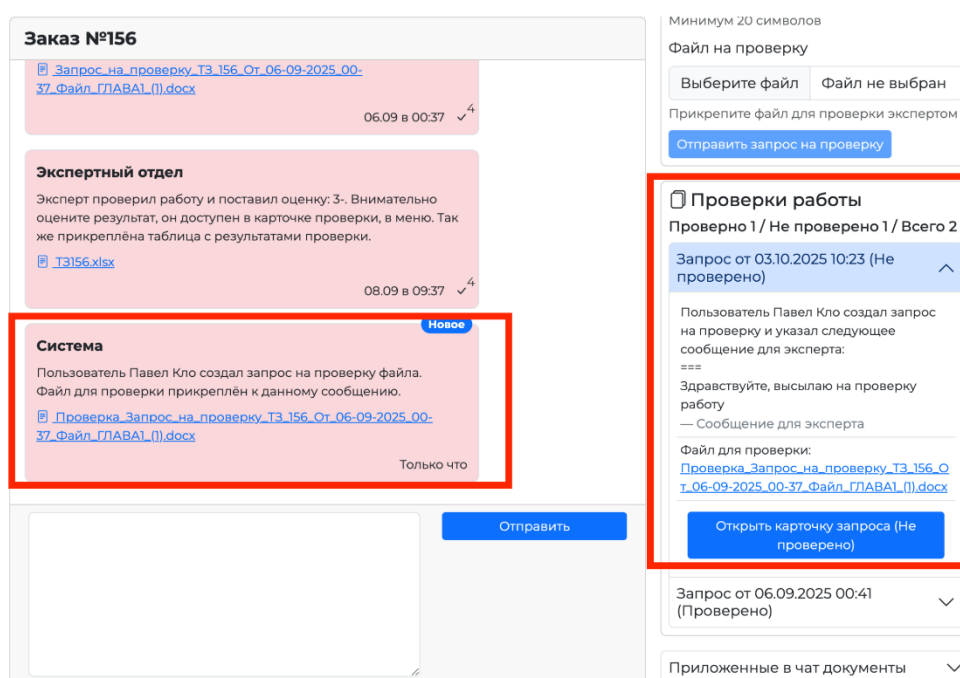 Заказ №156
Запрос_на_проверку_ТЗ_156_От_06-09-2025_00-
37_Файл_ГЛАВА1_(1).docx
06.09 в 00:37 ✓4
Экспертный отдел
Эксперт проверил работу и поставил оценку: 3-. Внимательно
оцените результат, он доступен в карточке проверки, в меню. Так
же прикреплёна таблица с результатами проверки.
ТЗ156.xlsx
08.09 в 09:37 ✓4
Новое
Система
Пользователь Павел Кло создал запрос на проверку файла.
Файл для проверки прикреплён к данному сообщению.
Проверка_Запрос_на_проверку_ТЗ_156_От_06-09-2025_00-
37_Файл_ГЛАВА1_(1).docx
Только что
Отправить
Минимум 20 символов
Файл на проверку
Выберите файл Файл не выбран
Прикрепите файл для проверки экспертом
Отправить запрос на проверку
Проверки работы
Проверно 1 / Не проверено 1 / Всего 2
Запрос от 03.10.2025 10:23 (Не
проверено)
Пользователь Павел Кло создал запрос
на проверку и указал следующее
сообщение для эксперта:
===
Здравствуйте, высылаю на проверку
работу
— Сообщение для эксперта
Файл для проверки:
Проверка_Запрос_на_проверку_ТЗ_156_О
т_06-09-2025_00-37_Файл_ГЛАВА1_(1).docx
Открыть карточку запроса (Не
проверено)
Запрос от 06.09.2025 00:41
(Проверено)
Приложенные в чат документы